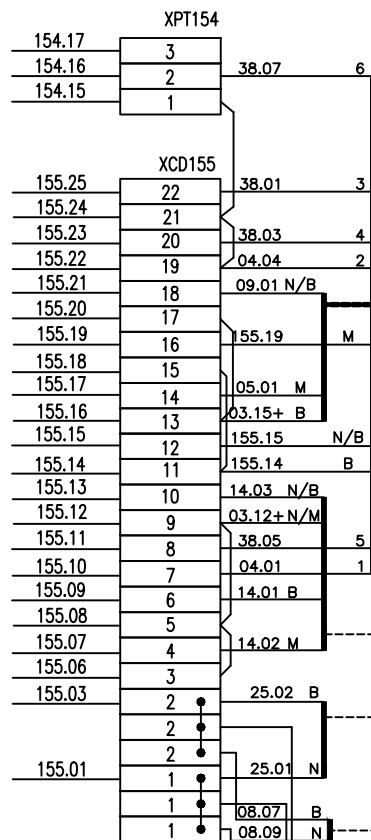 XPT154
154.17 3
154.16 2 38.07 6
154.15 1
XCD155
155.25 22 38.01 3
155.24 21
155.23 20 38.03 4
155.22 19 04.04 2
155.21 18 09.01 N/B
155.20 17
155.19 16 155.19 M
155.18 15
155.17 14 05.01 M
155.16 13 03.15+ B
155.15 12 155.15 N/B
155.14 11 155.14 B
155.13 10 14.03 N/B
155.12 9 03.12+N/M
155.11 8 38.05 5
155.10 7 04.01 1
155.09 6 14.01 B
155.08 5
155.07 4 14.02 M
155.06 3
155.03 2 25.02 B
2
2
155.01 1 25.01 N
1 08.07 B
1 08.09 N